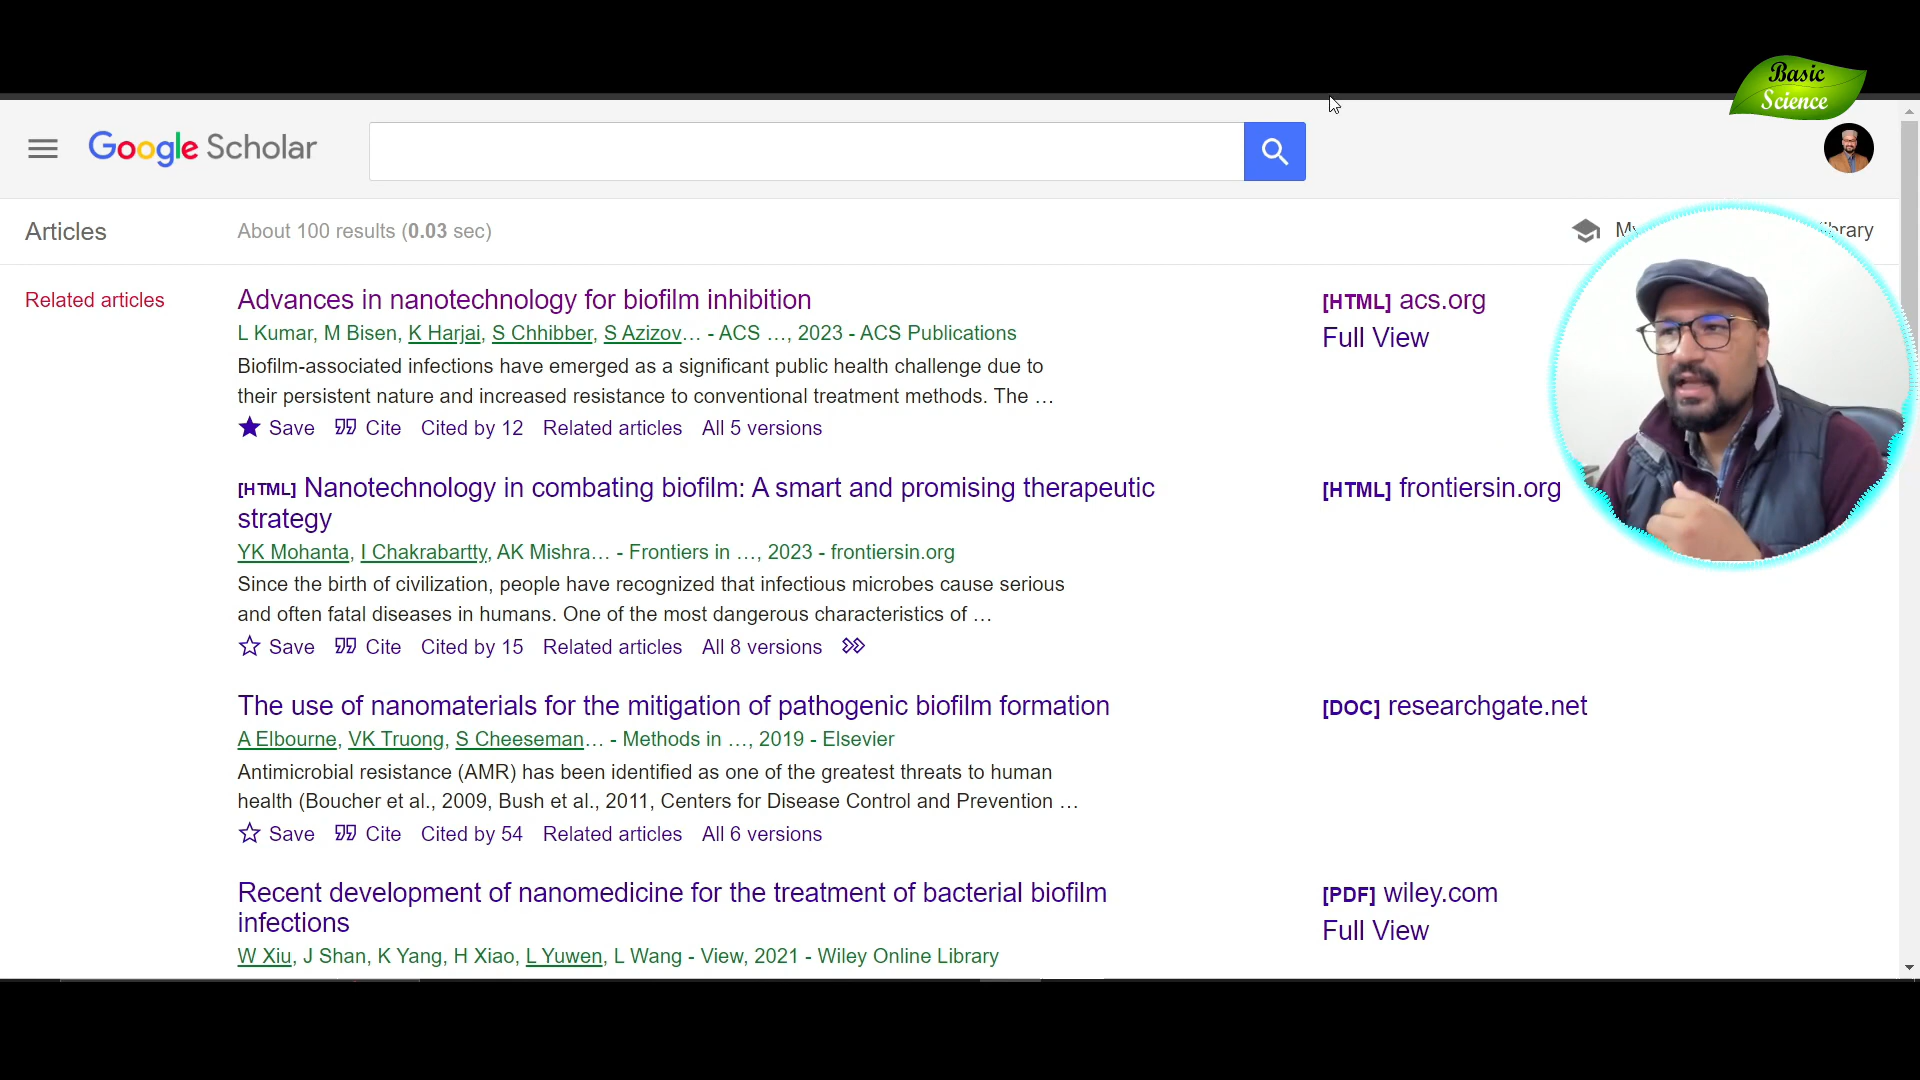 Basic
Science
Google Scholar
Articles
About 100 results (0.03 sec)
My
library
Related articles
Advances in nanotechnology for biofilm inhibition
[HTML] acs.org
L Kumar, M Bisen, K Harjai, S Chhibber, S Azizov… - ACS …, 2023 - ACS Publications
Full View
Biofilm-associated infections have emerged as a significant public health challenge due to
their persistent nature and increased resistance to conventional treatment methods. The …
Save Cite Cited by 12 Related articles All 5 versions
[HTML] Nanotechnology in combating biofilm: A smart and promising therapeutic
strategy
[HTML] frontiersin.org
YK Mohanta, I Chakrabartty, AK Mishra… - Frontiers in …, 2023 - frontiersin.org
Since the birth of civilization, people have recognized that infectious microbes cause serious
and often fatal diseases in humans. One of the most dangerous characteristics of …
Save Cite Cited by 15 Related articles All 8 versions
The use of nanomaterials for the mitigation of pathogenic biofilm formation
[DOC] researchgate.net
A Elbourne, VK Truong, S Cheeseman… - Methods in …, 2019 - Elsevier
Antimicrobial resistance (AMR) has been identified as one of the greatest threats to human
health (Boucher et al., 2009, Bush et al., 2011, Centers for Disease Control and Prevention …
Save Cite Cited by 54 Related articles All 6 versions
Recent development of nanomedicine for the treatment of bacterial biofilm
infections
[PDF] wiley.com
Full View
W Xiu, J Shan, K Yang, H Xiao, L Yuwen, L Wang - View, 2021 - Wiley Online Library